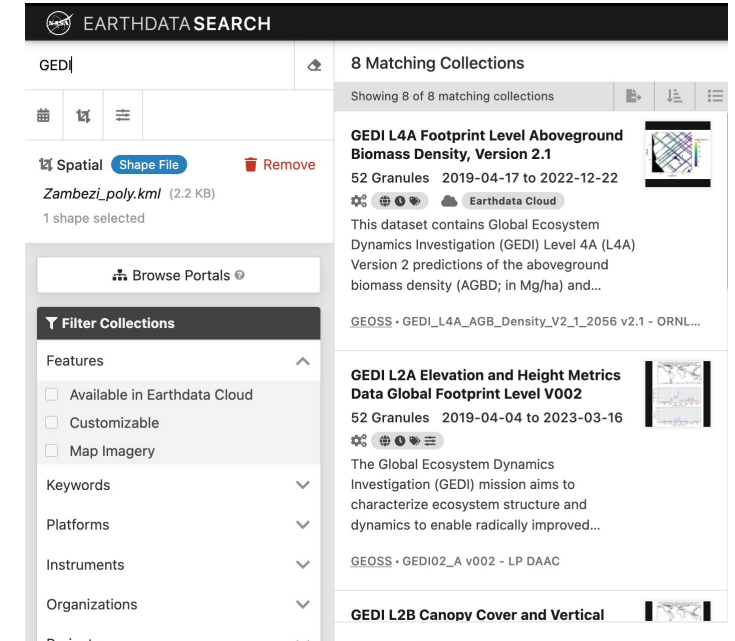 NASA
EARTHDATA SEARCH
GEDI
Spatial Shape File Remove
Zambezi_poly.kml (2.2 KB)
1 shape selected
Browse Portals ?
Filter Collections
Features
Available in Earthdata Cloud
Customizable
Map Imagery
Keywords
Platforms
Instruments
Organizations
8 Matching Collections
Showing 8 of 8 matching collections
GEDI L4A Footprint Level Aboveground
Biomass Density, Version 2.1
52 Granules 2019-04-17 to 2022-12-22
Earthdata Cloud
This dataset contains Global Ecosystem
Dynamics Investigation (GEDI) Level 4A (L4A)
Version 2 predictions of the aboveground
biomass density (AGBD; in Mg/ha) and...
GEOSS • GEDI_L4A_AGB_Density_V2_1_2056 v2.1 - ORNL...
GEDI L2A Elevation and Height Metrics
Data Global Footprint Level V002
52 Granules 2019-04-04 to 2023-03-16
The Global Ecosystem Dynamics
Investigation (GEDI) mission aims to
characterize ecosystem structure and
dynamics to enable radically improved...
GEOSS • GEDI02_A v002 - LP DAAC
GEDI L2B Canopy Cover and Vertical